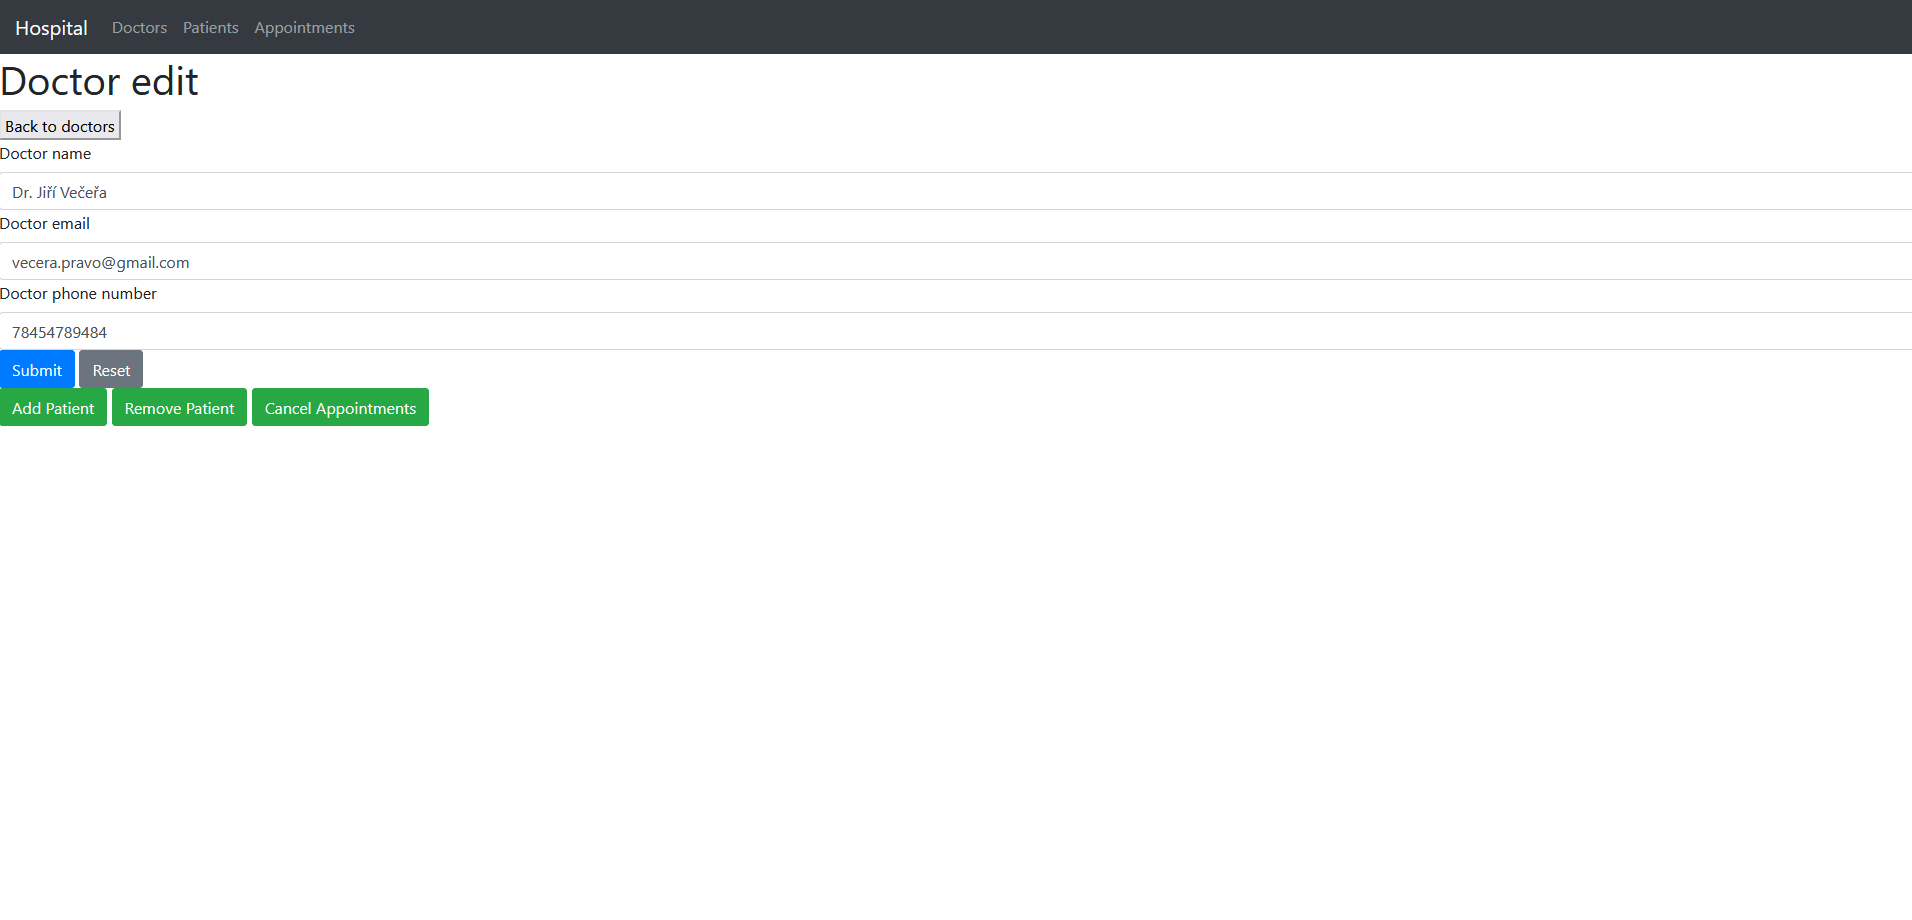 Hospital Doctors Patients Appointments
Doctor edit
Back to doctors
Doctor name
Dr. Jiří Večeřa
Doctor email
vecera.pravo@gmail.com
Doctor phone number
78454789484
Submit Reset
Add Patient Remove Patient Cancel Appointments